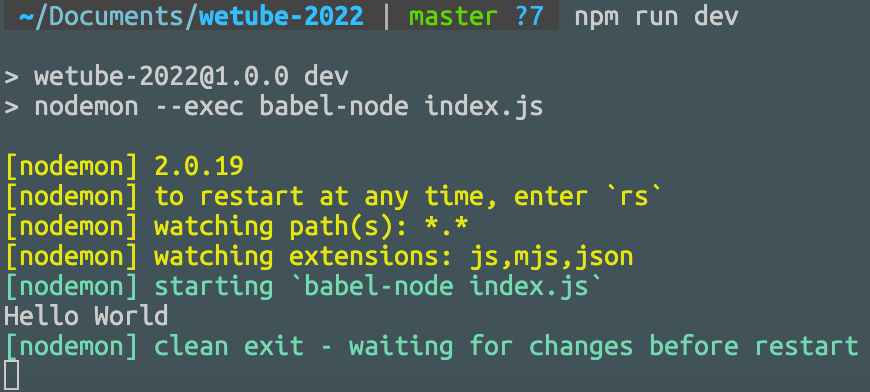 ~/Documents/wetube-2022 | master ?7 npm run dev
> wetube-2022@1.0.0 dev
> nodemon --exec babel-node index.js
[nodemon] 2.0.19
[nodemon] to restart at any time, enter `rs`
[nodemon] watching path(s): *.*
[nodemon] watching extensions: js,mjs,json
[nodemon] starting `babel-node index.js`
Hello World
[nodemon] clean exit - waiting for changes before restart